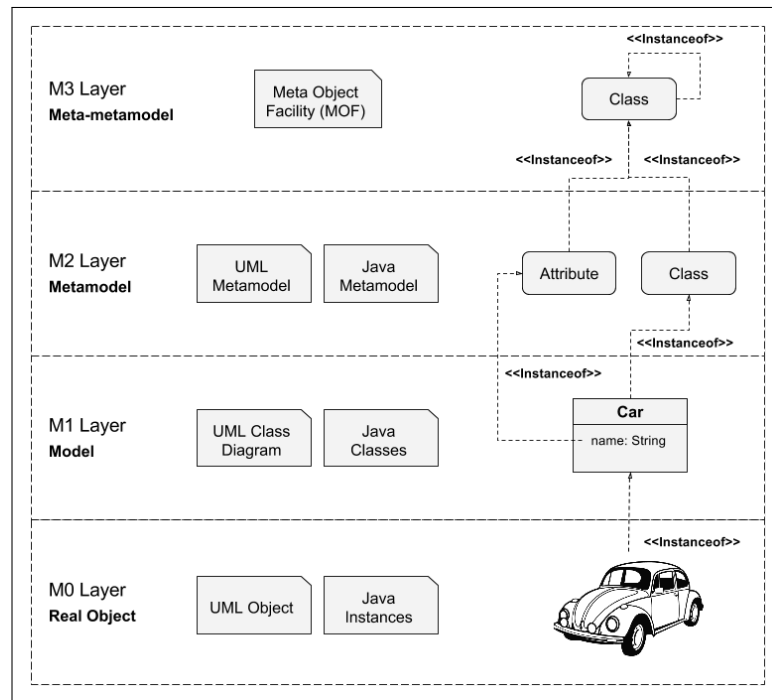 <<Instanceof>>
M3 Layer
Meta-metamodel
Meta Object
Facility (MOF)
Class
<<Instanceof>>
<<Instanceof>>
M2 Layer
Metamodel
UML
Metamodel
Java
Metamodel
Attribute
Class
<<Instanceof>>
<<Instanceof>>
M1 Layer
Model
UML Class
Diagram
Java
Classes
Car
name: String
<<Instanceof>>
M0 Layer
Real Object
UML Object
Java
Instances